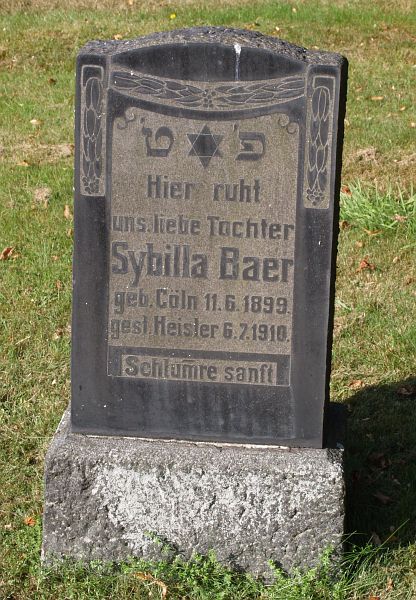 פ״ ט׳
Hier ruht
uns. liebe Tochter
Sybilla Baer
geb. Cöln 11.6.1899.
gest. Heister 6.7.1910.
Schlumre sanft